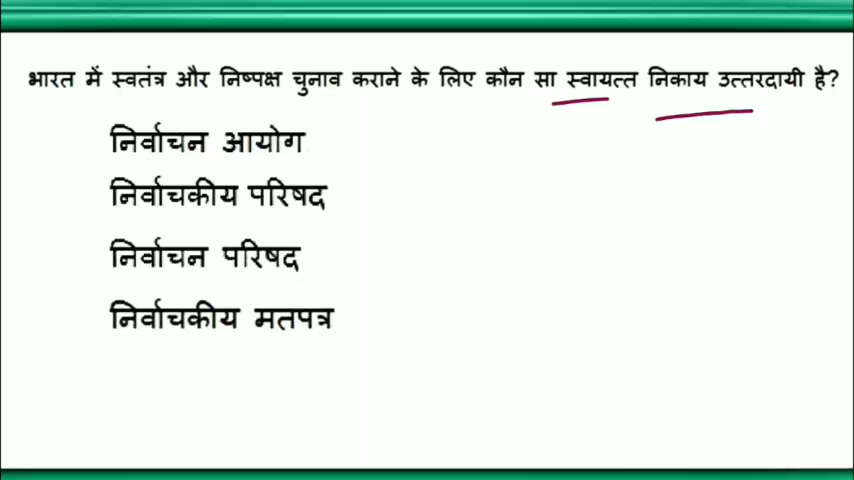 भारत में स्वतंत्र और निष्पक्ष चुनाव कराने के लिए कौन सा स्वायत्त निकाय उत्तरदायी है?
निर्वाचन आयोग
निर्वाचकीय परिषद
निर्वाचन परिषद
निर्वाचकीय मतपत्र